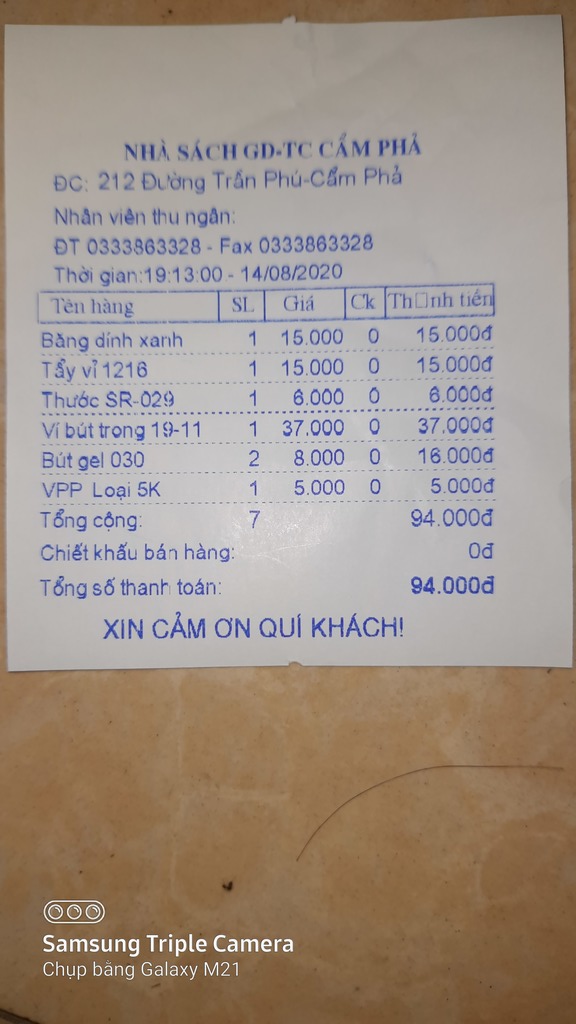 NHÀ SÁCH GD-TC CẨM PHẢ
ĐC: 212 Đường Trần Phú-Cẩm Phả
Nhân viên thu ngân:
ĐT 0333863328 - Fax 0333863328
Thời gian:19:13:00 - 14/08/2020
Tên hàng SL Giá Ck Th□nh tiền
Băng dính xanh 1 15.000 0 15.000đ
Tẩy vỉ 1216 1 15.000 0 15.000đ
Thước SR-029 1 6.000 0 6.000đ
Ví bút trong 19-11 1 37.000 0 37.000đ
Bút gel 030 2 8.000 0 16.000đ
VPP Loại 5K 1 5.000 0 5.000đ
Tổng cộng: 7 94.000đ
Chiết khấu bán hàng: 0đ
Tổng số thanh toán: 94.000đ
XIN CẢM ƠN QUÍ KHÁCH!
Samsung Triple Camera
Chụp bằng Galaxy M21